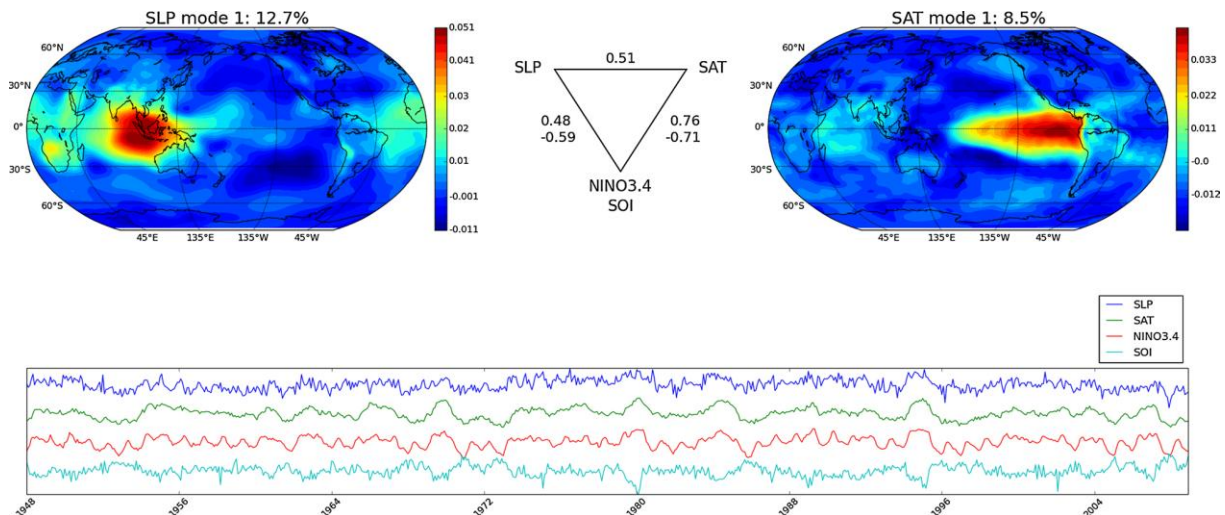 SLP mode 1: 12.7%
60°N
30°N
0°
30°S
60°S
45°E 135°E 135°W 45°W
0.051
0.041
0.03
0.02
0.01
-0.001
-0.011
SLP 0.51 SAT
0.48 0.76
-0.59 -0.71
NINO3.4
SOI
SAT mode 1: 8.5%
60°N
30°N
0°
30°S
60°S
45°E 135°E 135°W 45°W
0.033
0.022
0.011
-0.0
-0.012
SLP
SAT
NINO3.4
SOI
1948 1956 1964 1972 1980 1988 1996 2004